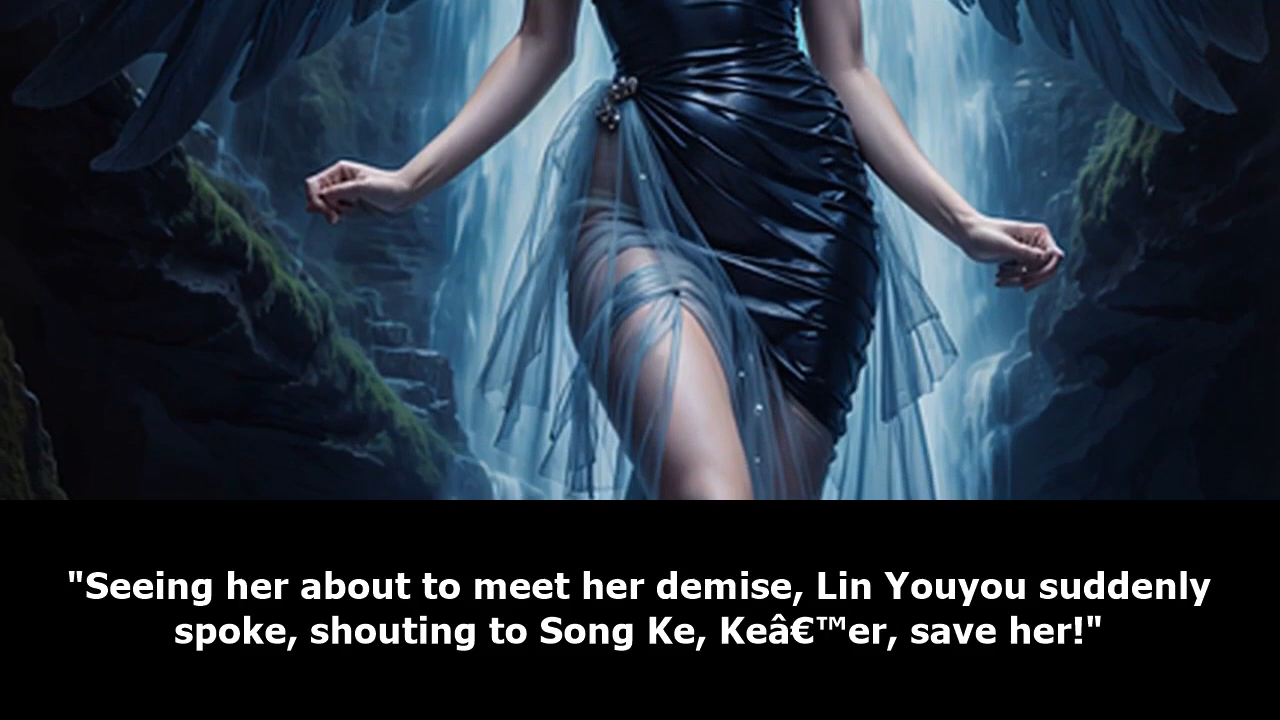 "Seeing her about to meet her demise, Lin Youyou suddenly
spoke, shouting to Song Ke, Keâ€™er, save her!"